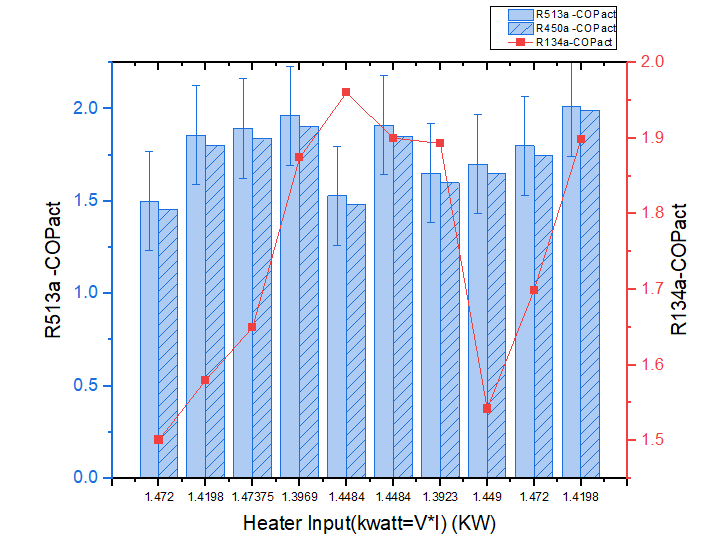 R513a -COPact
R450a -COPact
R134a-COPact
2.0
1.5
1.0
0.5
0.0
R513a -COPact
2.0
1.9
1.8
1.7
1.6
1.5
R134a-COPact
1.472 1.4198 1.47375 1.3969 1.4484 1.4484 1.3923 1.449 1.472 1.4198
Heater Input(kwatt=V*I) (KW)